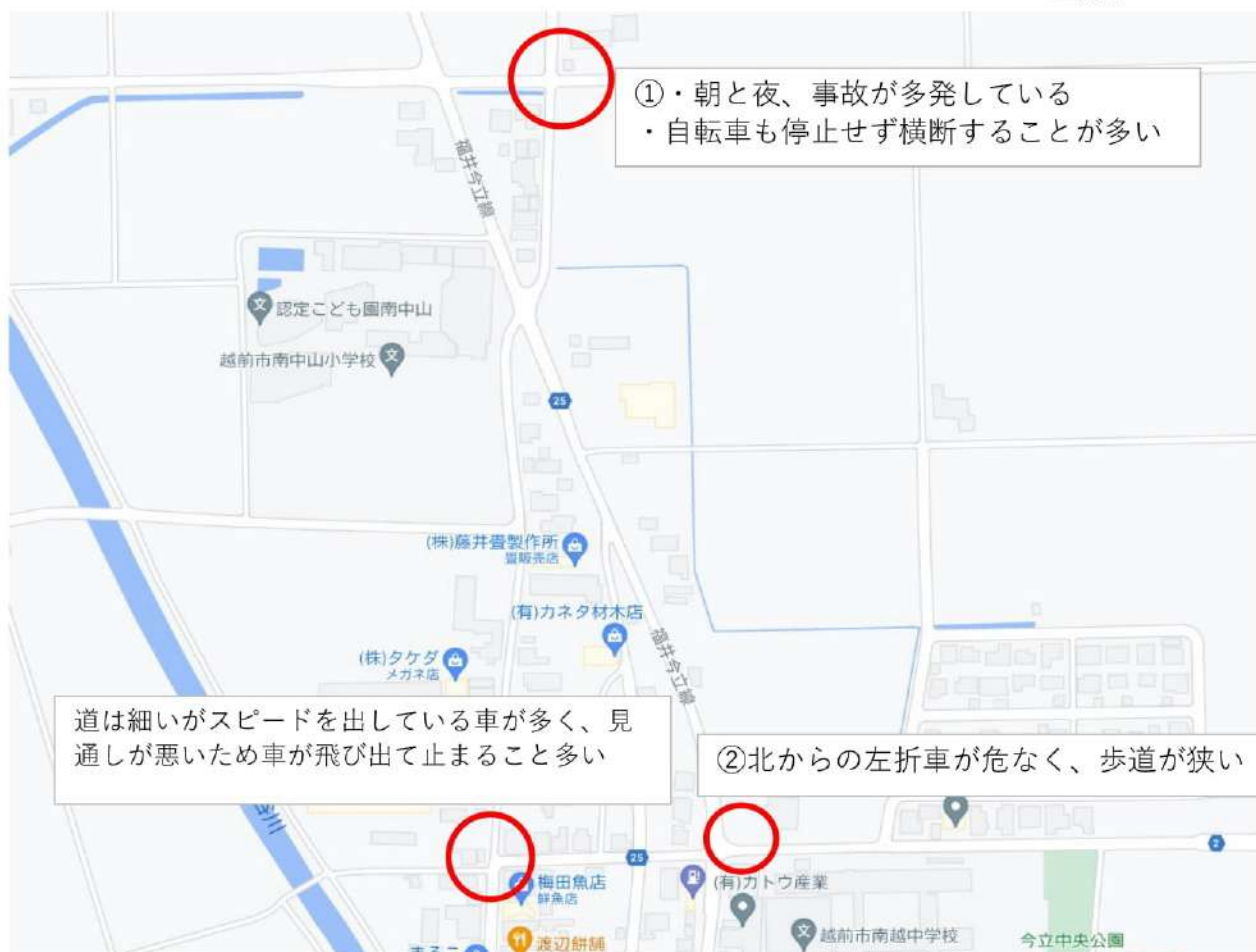 ①・朝と夜、事故が多発している
・自転車も停止せず横断することが多い
福井今立線
認定こども園南中山
越前市南中山小学校
25
(株)藤井畳製作所
畳販売店
(有)カネタ材木店
福井今立線
(株)タケダ
メガネ店
道は細いがスピードを出している車が多く、見
通しが悪いため車が飛び出て止まること多い
②北からの左折車が危なく、歩道が狭い
25
2
梅田魚店
鮮魚店
(有)カトウ産業
渡辺餅舗
越前市南越中学校
今立中央公園